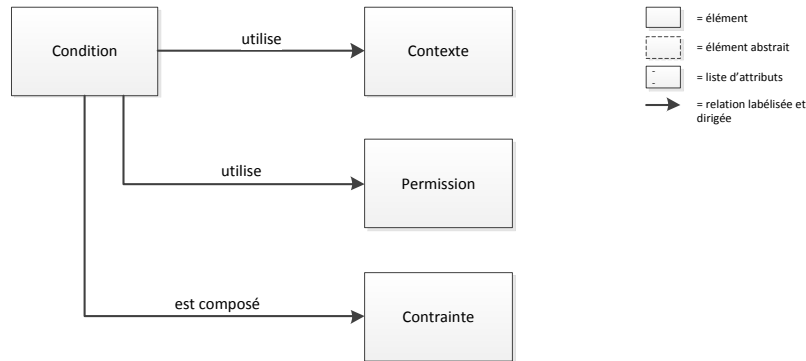 Condition
utilise
Contexte
utilise
Permission
est composé
Contrainte
= élément
= élément abstrait
- 
-
= liste d'attributs
= relation labélisée et
dirigée